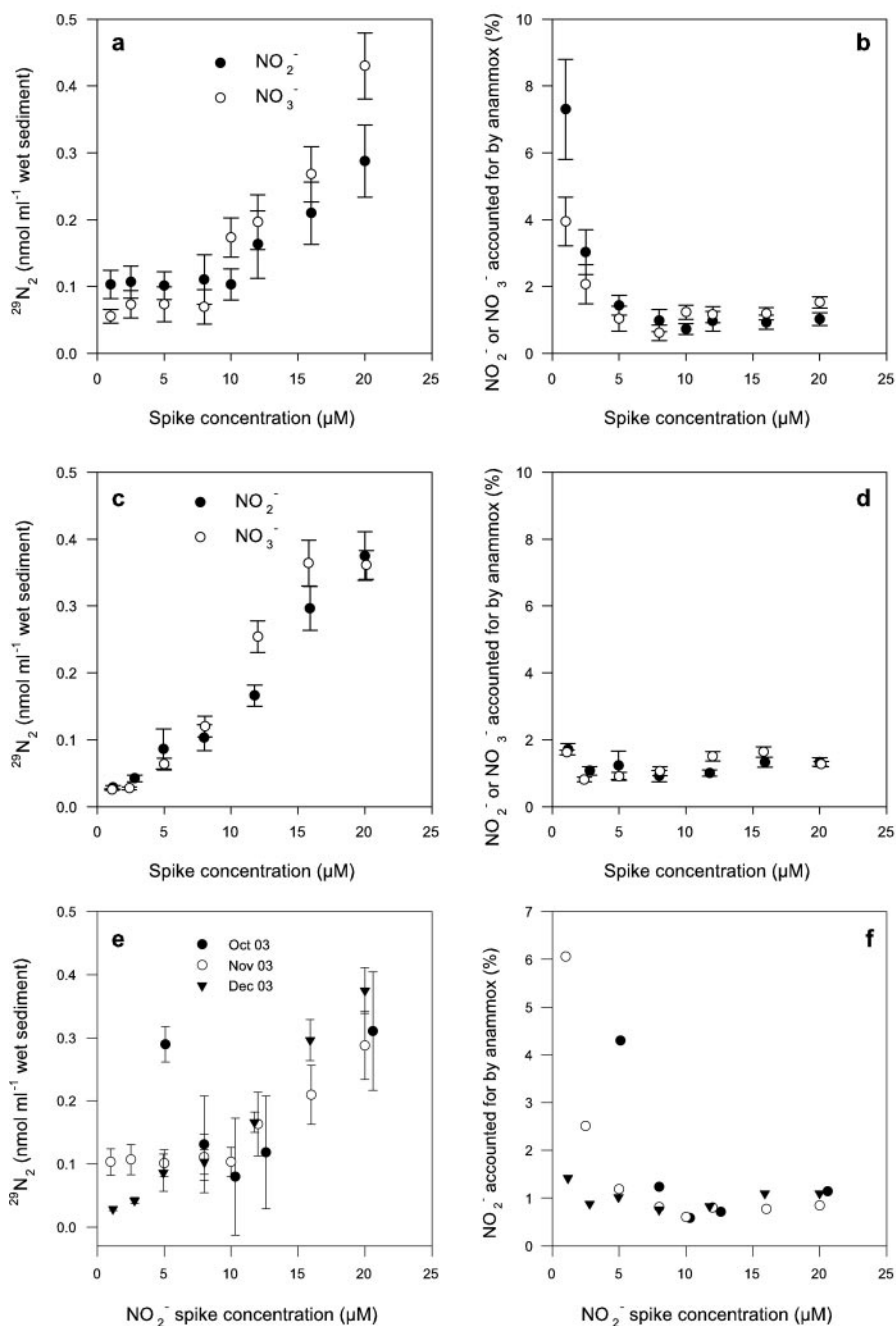 a
NO₂⁻
NO₃⁻
²⁹N₂ (nmol ml⁻¹ wet sediment)
0.5
0.4
0.3
0.2
0.1
0.0
0 5 10 15 20 25
Spike concentration (µM)
b
NO₂⁻ or NO₃⁻ accounted for by anammox (%)
10
8
6
4
2
0
0 5 10 15 20 25
Spike concentration (µM)
c
NO₂⁻
NO₃⁻
²⁹N₂ (nmol ml⁻¹ wet sediment)
0.5
0.4
0.3
0.2
0.1
0.0
0 5 10 15 20 25
Spike concentration (µM)
d
NO₂⁻ or NO₃⁻ accounted for by anammox (%)
10
8
6
4
2
0
0 5 10 15 20 25
Spike concentration (µM)
e
Oct 03
Nov 03
Dec 03
²⁹N₂ (nmol ml⁻¹ wet sediment)
0.5
0.4
0.3
0.2
0.1
0.0
0 5 10 15 20 25
NO₂⁻ spike concentration (µM)
f
NO₂⁻ accounted for by anammox (%)
7
6
5
4
3
2
1
0
0 5 10 15 20 25
NO₂⁻ spike concentration (µM)